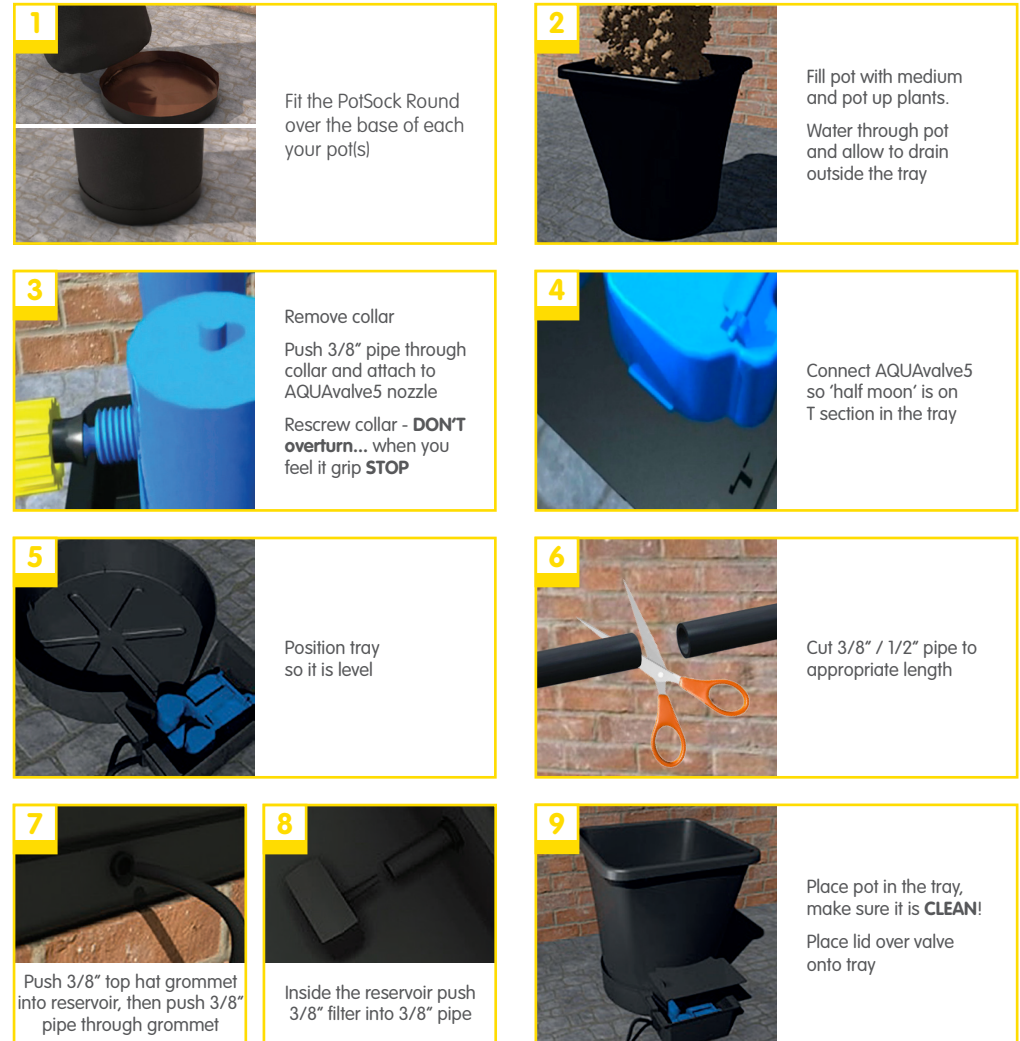 1
Fit the PotSock Round
over the base of each
your pot(s)
2
Fill pot with medium
and pot up plants.
Water through pot
and allow to drain
outside the tray
3
Remove collar
Push 3/8” pipe through
collar and attach to
AQUAvalve5 nozzle
Rescrew collar - DON’T
overturn... when you
feel it grip STOP
4
Connect AQUAvalve5
so ‘half moon’ is on
T section in the tray
5
Position tray
so it is level
6
Cut 3/8” / 1/2” pipe to
appropriate length
7
Push 3/8” top hat grommet
into reservoir, then push 3/8”
pipe through grommet
8
Inside the reservoir push
3/8” filter into 3/8” pipe
9
Place pot in the tray,
make sure it is CLEAN!
Place lid over valve
onto tray